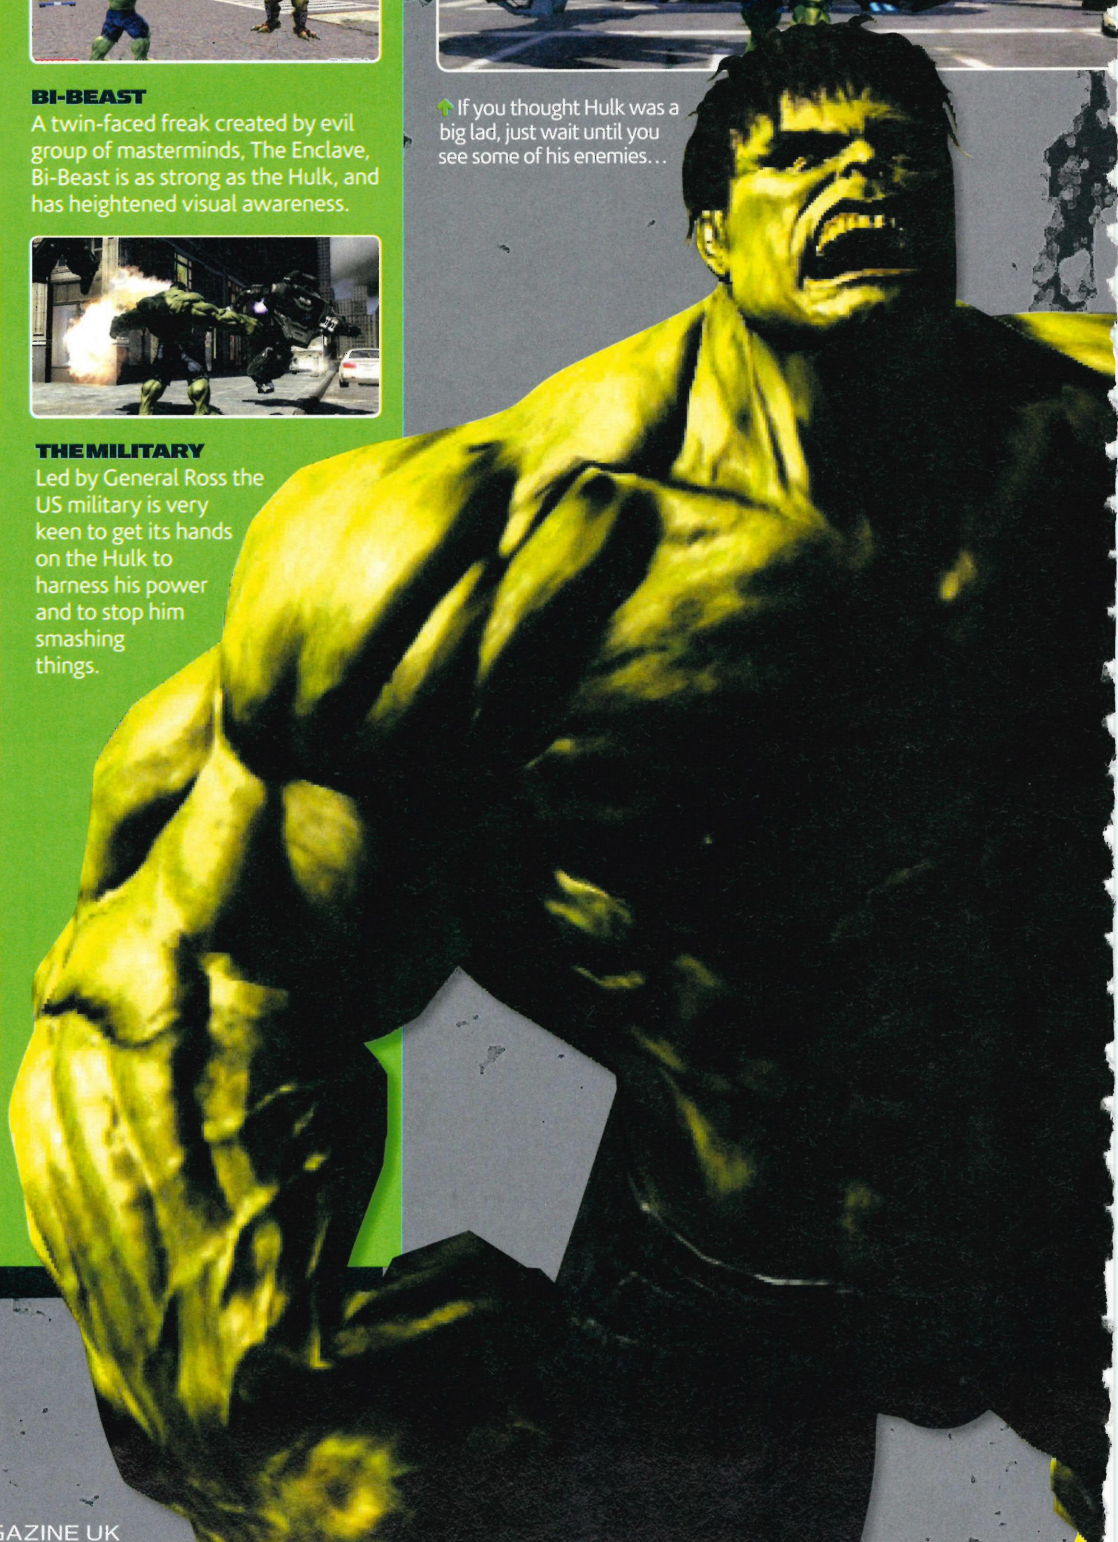 BI-BEAST
A twin-faced freak created by evil
group of masterminds, The Enclave,
Bi-Beast is as strong as the Hulk, and
has heightened visual awareness.
THE MILITARY
Led by General Ross the
US military is very
keen to get its hands
on the Hulk to
harness his power
and to stop him
smashing
things.
If you thought Hulk was a
big lad, just wait until you
see some of his enemies...
GAZINE UK